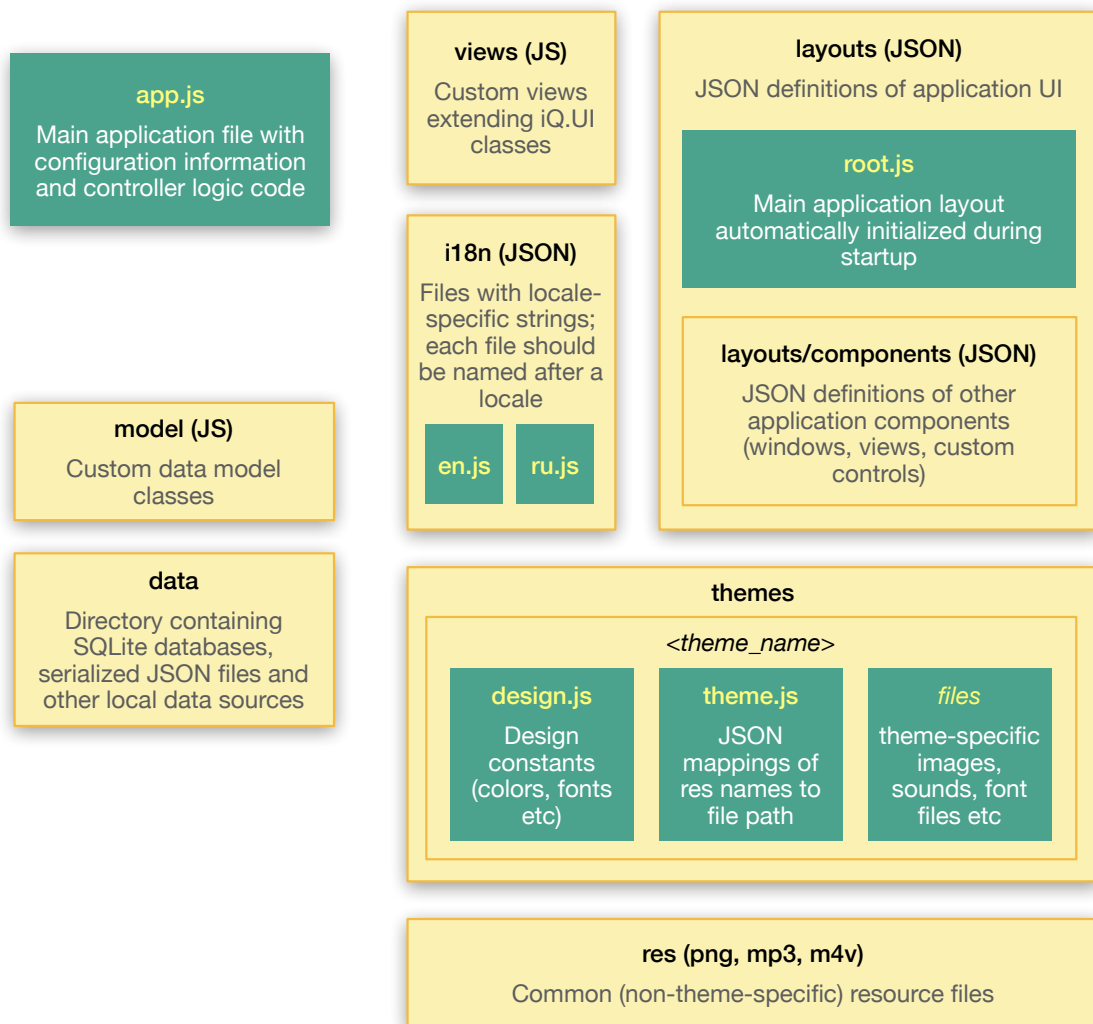 app.js
Main application file with
configuration information
and controller logic code
views (JS)
Custom views
extending iQ.UI
classes
layouts (JSON)
JSON definitions of application UI
root.js
Main application layout
automatically initialized during
startup
layouts/components (JSON)
JSON definitions of other
application components
(windows, views, custom
controls)
i18n (JSON)
Files with locale-
specific strings;
each file should
be named after a
locale
en.js
ru.js
model (JS)
Custom data model
classes
data
Directory containing
SQLite databases,
serialized JSON files and
other local data sources
themes
<theme_name>
design.js
Design
constants
(colors, fonts
etc)
theme.js
JSON
mappings of
res names to
file path
files
theme-specific
images,
sounds, font
files etc
res (png, mp3, m4v)
Common (non-theme-specific) resource files